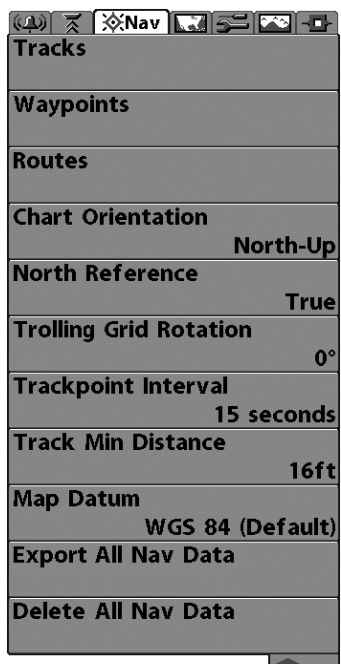 Nav
Tracks
Waypoints
Routes
Chart Orientation
North-Up
North Reference
True
Trolling Grid Rotation
0°
Trackpoint Interval
15 seconds
Track Min Distance
16ft
Map Datum
WGS 84 (Default)
Export All Nav Data
Delete All Nav Data